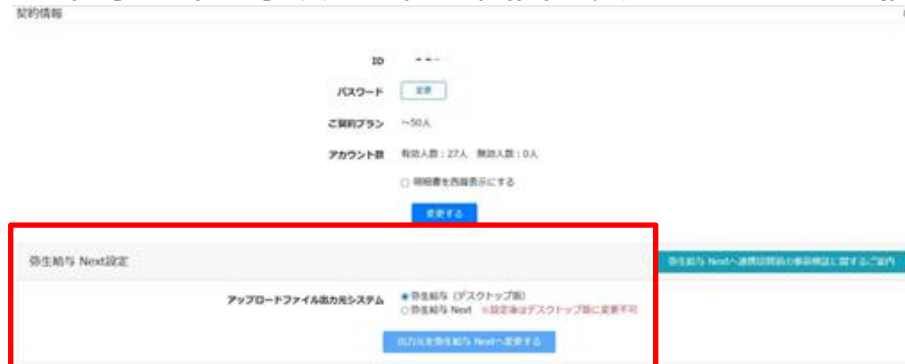 契約情報
ID
パスワード
変更
ご契約プラン
~50人
アカウント数
有効人数:27人 無効人数:0人
明細書を西暦表示にする
変更する
弥生給与 Next設定
弥生給与 Nextへ連携切替前の事前検証に関するご案内
アップロードファイル出力元システム
弥生給与(デスクトップ版)
弥生給与 Next ※設定後はデスクトップ版に変更不可
出力元を弥生給与 Nextへ変更する